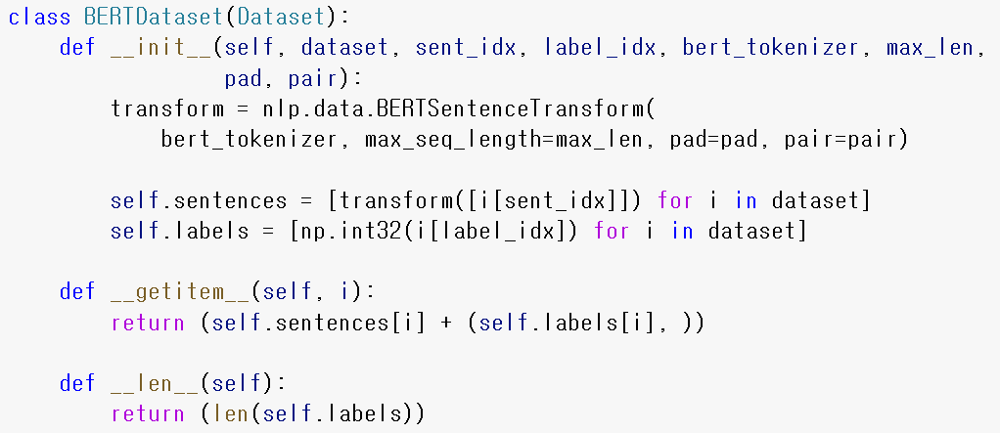 class BERTDataset(Dataset):
    def __init__(self, dataset, sent_idx, label_idx, bert_tokenizer, max_len,
                 pad, pair):
        transform = nlp.data.BERTSentenceTransform(
            bert_tokenizer, max_seq_length=max_len, pad=pad, pair=pair)

        self.sentences = [transform([i[sent_idx]]) for i in dataset]
        self.labels = [np.int32(i[label_idx]) for i in dataset]

    def __getitem__(self, i):
        return (self.sentences[i] + (self.labels[i], ))

    def __len__(self):
        return (len(self.labels))